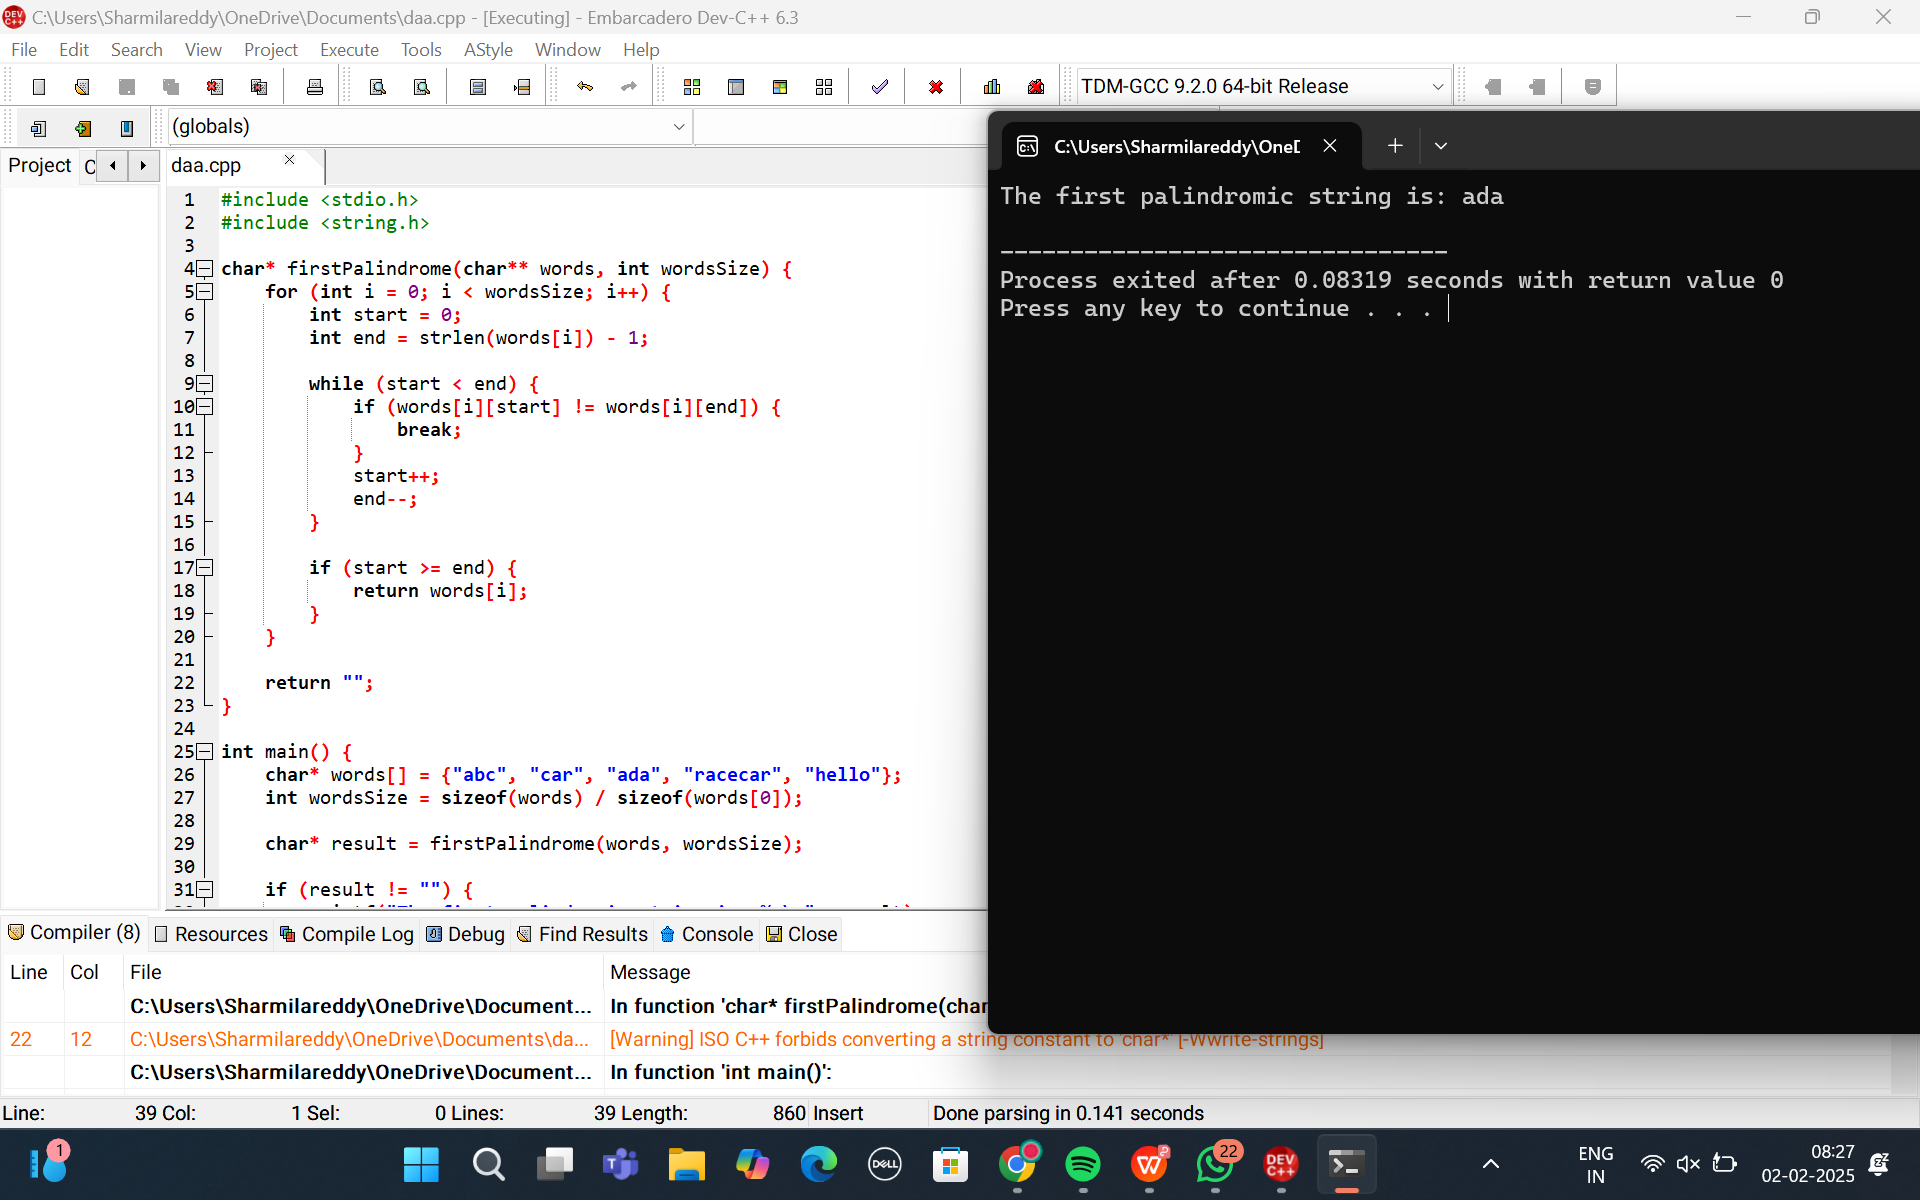 C:\Users\Sharmilareddy\OneDrive\Documents\daa.cpp - [Executing] - Embarcadero Dev-C++ 6.3
File Edit Search View Project Execute Tools AStyle Window Help
TDM-GCC 9.2.0 64-bit Release
(globals)
Project
daa.cpp
1 #include <stdio.h>
2 #include <string.h>
3
4 char* firstPalindrome(char** words, int wordsSize) {
5 for (int i = 0; i < wordsSize; i++) {
6 int start = 0;
7 int end = strlen(words[i]) - 1;
8
9 while (start < end) {
10 if (words[i][start] != words[i][end]) {
11 break;
12 }
13 start++;
14 end--;
15 }
16
17 if (start >= end) {
18 return words[i];
19 }
20 }
21
22 return "";
23 }
24
25 int main() {
26 char* words[] = {"abc", "car", "ada", "racecar", "hello"};
27 int wordsSize = sizeof(words) / sizeof(words[0]);
28
29 char* result = firstPalindrome(words, wordsSize);
30
31 if (result != "") {
C:\Users\Sharmilareddy\OneD
The first palindromic string is: ada
--------------------------------
Process exited after 0.08319 seconds with return value 0
Press any key to continue . . .
Compiler (8) Resources Compile Log Debug Find Results Console Close
Line Col File Message
C:\Users\Sharmilareddy\OneDrive\Document... In function 'char* firstPalindrome(char
22 12 C:\Users\Sharmilareddy\OneDrive\Documents\da... [Warning] ISO C++ forbids converting a string constant to 'char*' [-Wwrite-strings]
C:\Users\Sharmilareddy\OneDrive\Document... In function 'int main()':
Line: 39 Col: 1 Sel: 0 Lines: 39 Length: 860 Insert Done parsing in 0.141 seconds
1
DELL
22
DEV C++
ENG
IN
08:27
02-02-2025